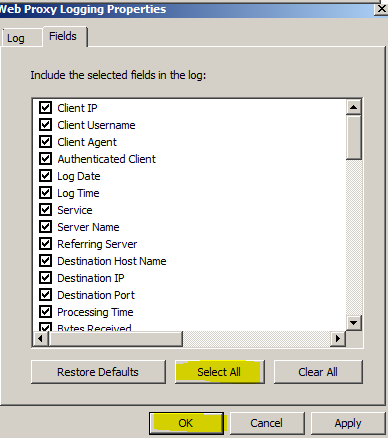 Web Proxy Logging Properties
Log
Fields
Include the selected fields in the log:
Client IP
Client Username
Client Agent
Authenticated Client
Log Date
Log Time
Service
Server Name
Referring Server
Destination Host Name
Destination IP
Destination Port
Processing Time
Bytes Received
Restore Defaults
Select All
Clear All
OK
Cancel
Apply